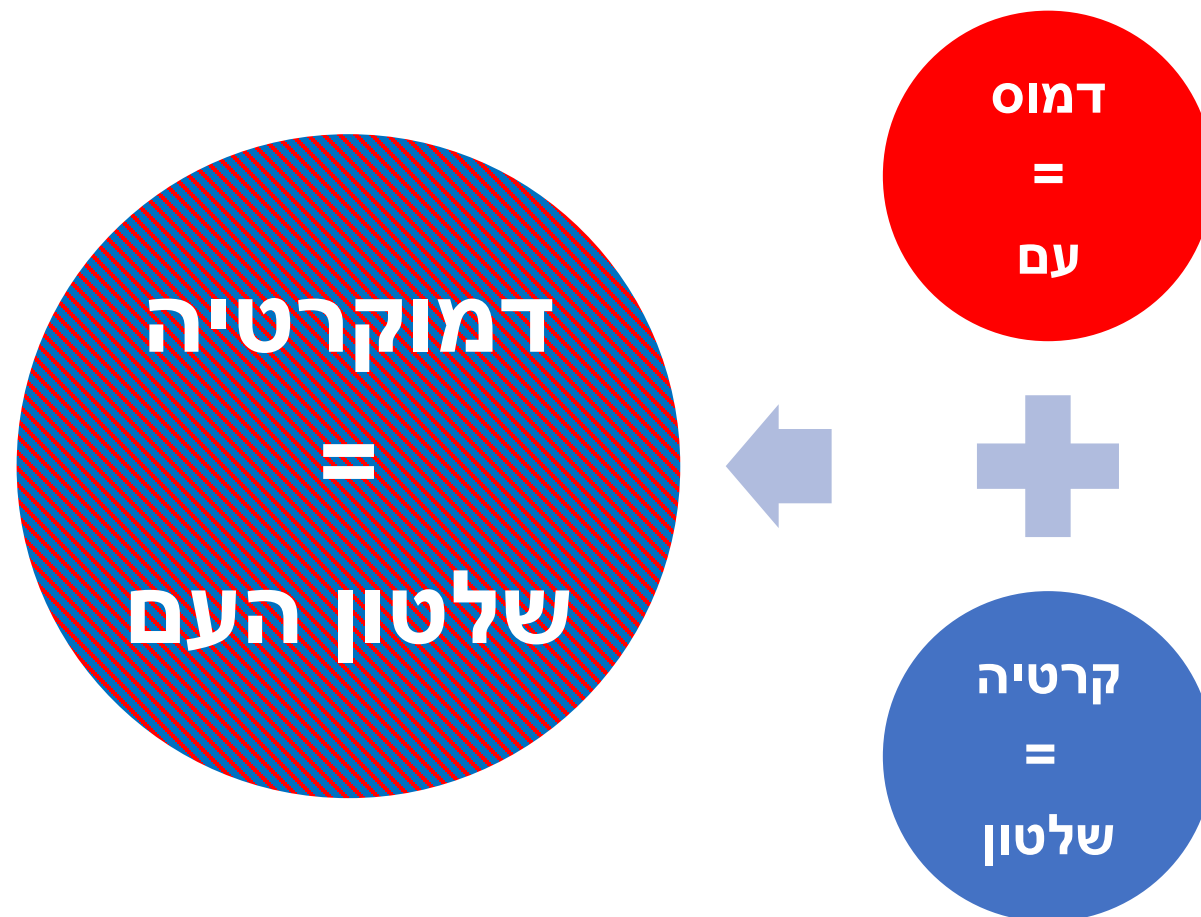 דמוס
=
עם
קרטיה
=
שלטון
דמוקרטיה
=
שלטון העם